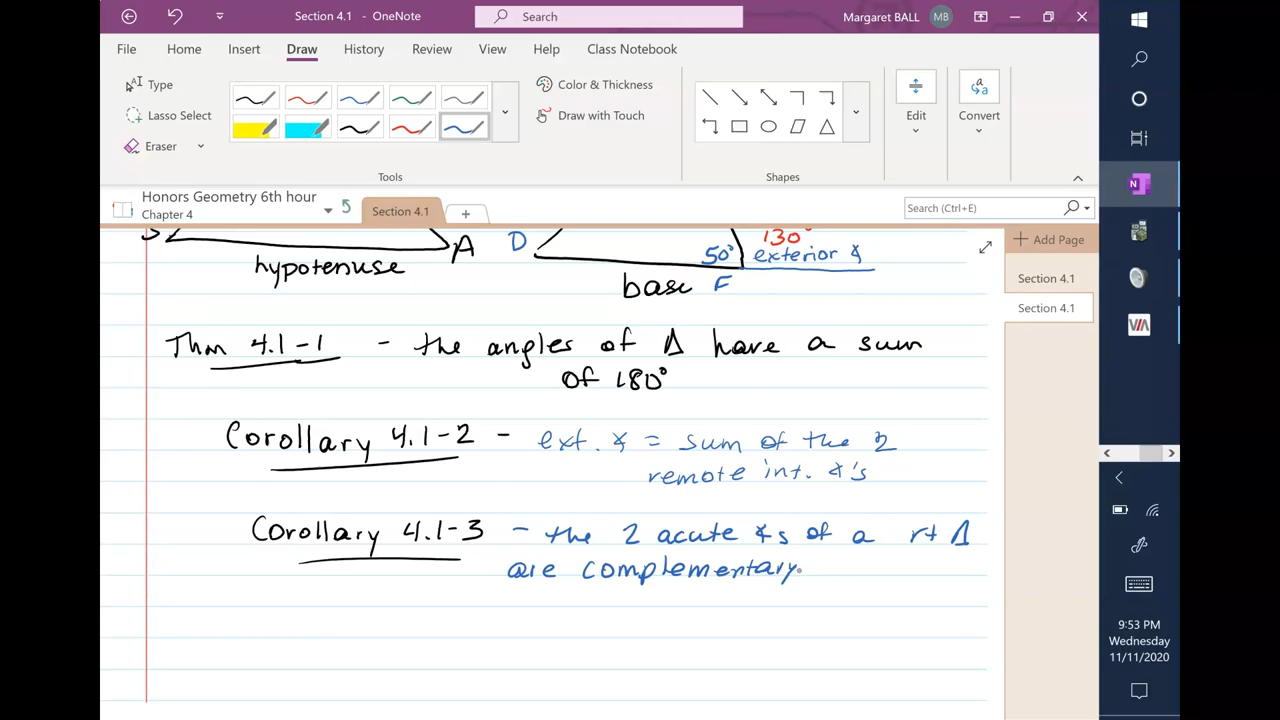 Section 4.1 - OneNote
Search
Margaret BALL
MB
File
Home
Insert
Draw
History
Review
View
Help
Class Notebook
Type
Lasso Select
Eraser
Color & Thickness
Draw with Touch
Edit
Convert
Tools
Shapes
Honors Geometry 6th hour
Chapter 4
Section 4.1
Search (Ctrl+E)
Add Page
Section 4.1
Section 4.1
A
hypotenuse
D
50°
130°
exterior ∡
base
F
Thm 4.1-1 - the angles of Δ have a sum
of 180°
Corollary 4.1-2 - ext. ∡ = sum of the 2
remote int. ∡'s
Corollary 4.1-3 - the 2 acute ∡s of a rt Δ
are complementary
9:53 PM
Wednesday
11/11/2020